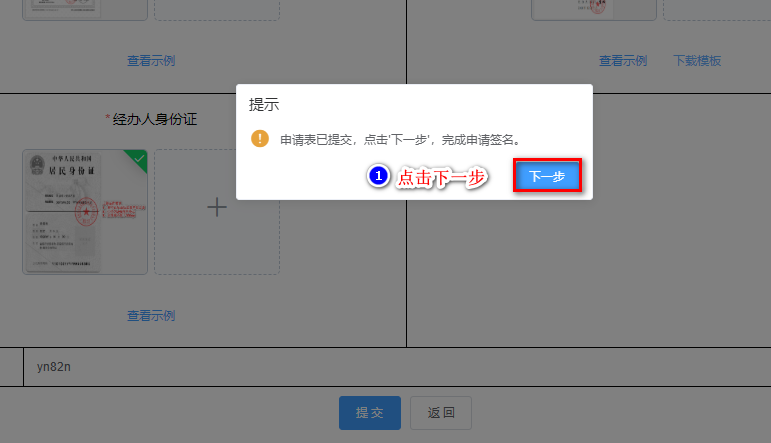 查看示例
查看示例
下载模板
提示
*经办人身份证
申请表已提交，点击'下一步'，完成申请签名。
1 点击下一步
下一步
中华人民共和国
居民身份证
查看示例
yn82n
提交
返回